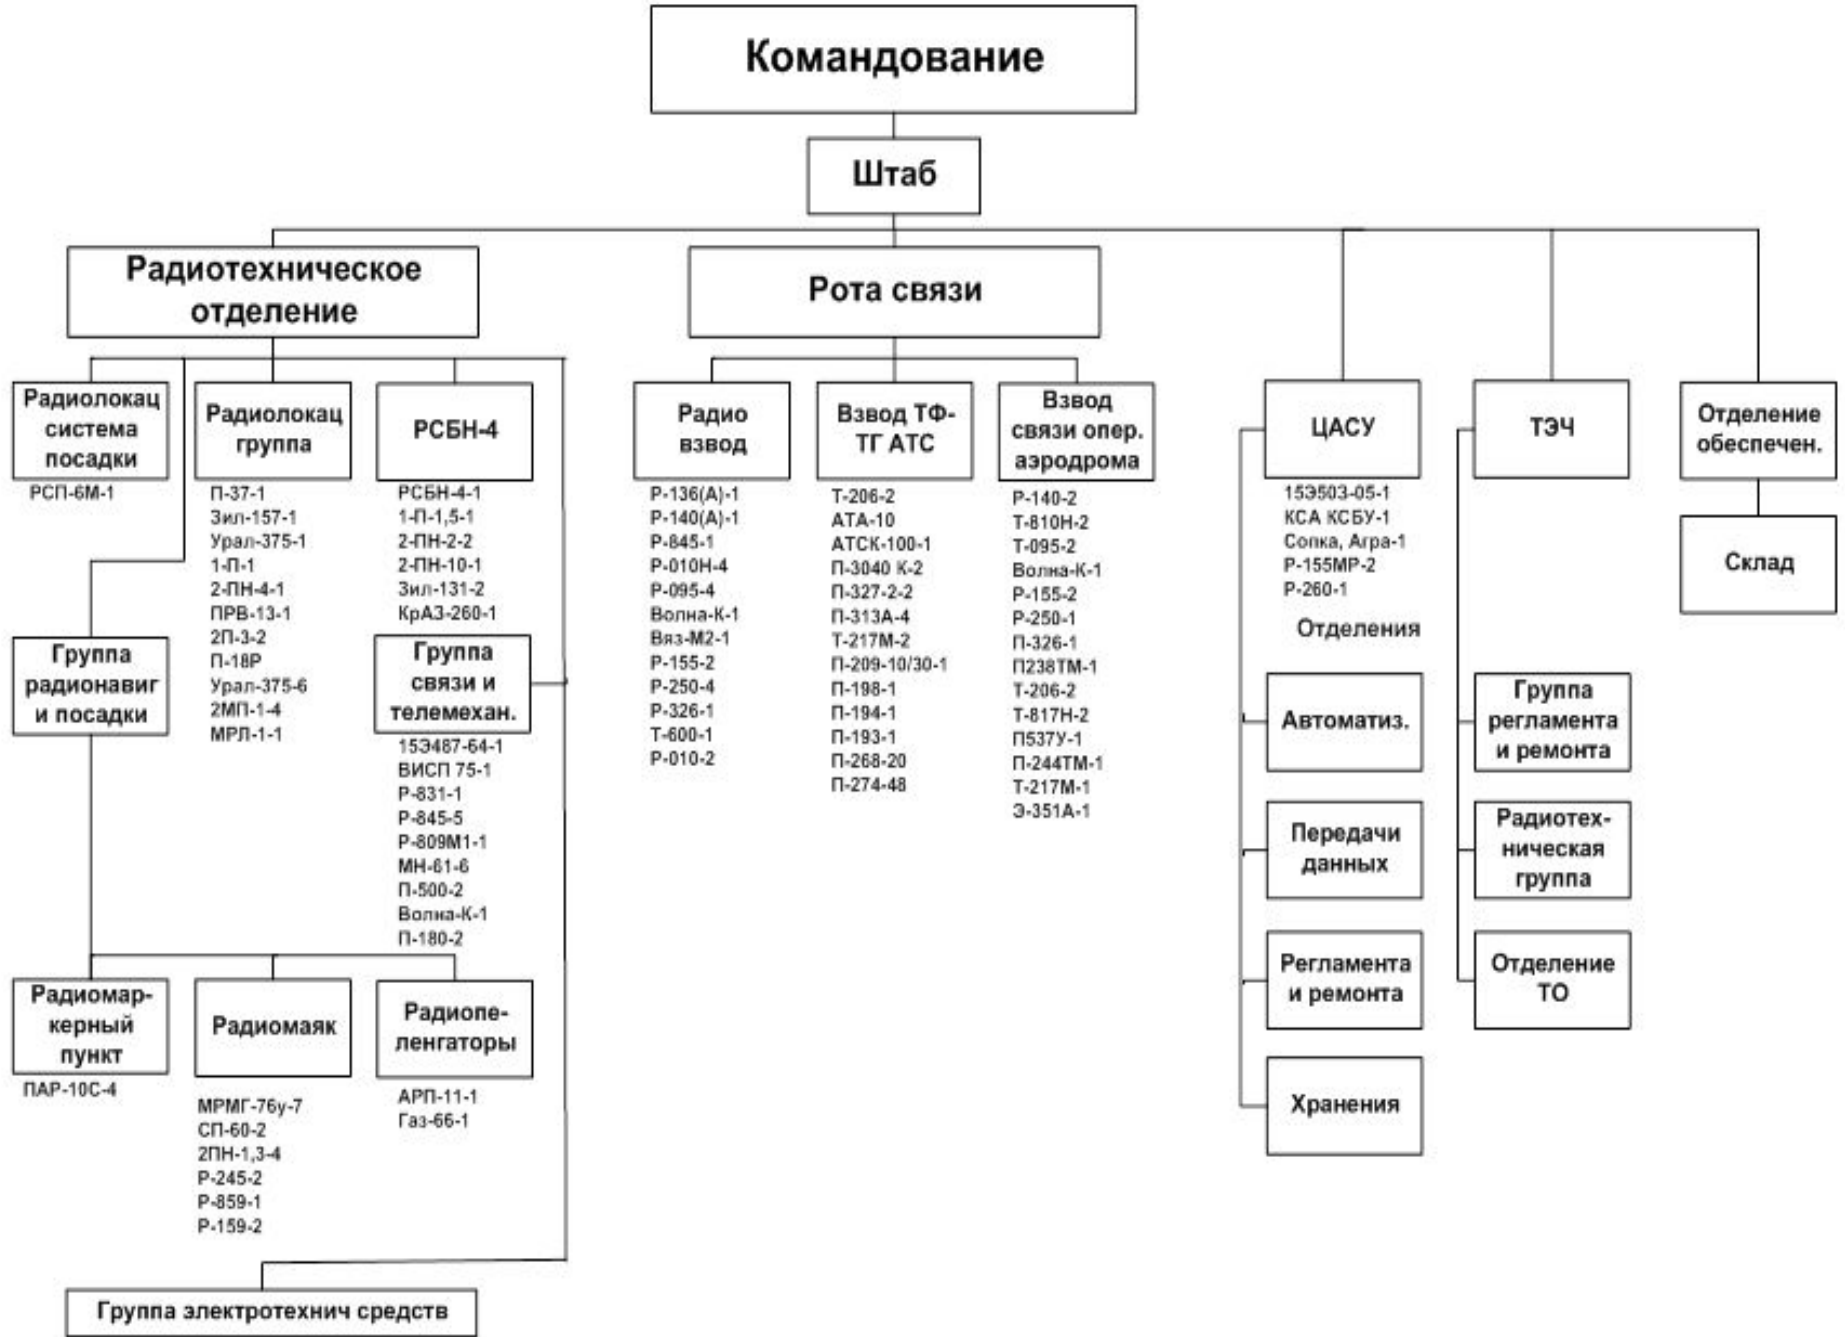 Командование
Штаб
Радиотехническое
отделение
Рота связи
Радиолокац
система
посадки
РСП-6М-1
Радиолокац
группа
П-37-1
Зил-157-1
Урал-375-1
1-П-1
2-ПН-4-1
ПРВ-13-1
2П-3-2
П-18Р
Урал-375-6
2МП-1-4
МРЛ-1-1
РСБН-4
РСБН-4-1
1-П-1,5-1
2-ПН-2-2
2-ПН-10-1
Зил-131-2
КрАЗ-260-1
Группа
радионавиг
и посадки
Группа
связи и
телемехан.
15Э487-64-1
ВИСП 75-1
Р-831-1
Р-845-5
Р-809М1-1
МН-61-6
П-500-2
Волна-К-1
П-180-2
Радиомар-
керный
пункт
ПАР-10С-4
Радиомаяк
МРМГ-76у-7
СП-60-2
2ПН-1,3-4
Р-245-2
Р-859-1
Р-159-2
Радиопе-
ленгаторы
АРП-11-1
Газ-66-1
Группа электротехнич средств
Радио
взвод
Р-136(А)-1
Р-140(А)-1
Р-845-1
Р-010Н-4
Р-095-4
Волна-К-1
Вяз-М2-1
Р-155-2
Р-250-4
Р-326-1
Т-600-1
Р-010-2
Взвод ТФ-
ТГ АТС
Т-206-2
АТА-10
АТСК-100-1
П-3040 К-2
П-327-2-2
П-313А-4
Т-217М-2
П-209-10/30-1
П-198-1
П-194-1
П-193-1
П-268-20
П-274-48
Взвод
связи опер.
аэродрома
Р-140-2
Т-810Н-2
Т-095-2
Волна-К-1
Р-155-2
Р-250-1
П-326-1
П238ТМ-1
Т-206-2
Т-817Н-2
П537У-1
П-244ТМ-1
Т-217М-1
Э-351А-1
ЦАСУ
15Э503-05-1
КСА КСБУ-1
Сопка, Агра-1
Р-155МР-2
Р-260-1
Отделения
Автоматиз.
Передачи
данных
Регламента
и ремонта
Хранения
ТЭЧ
Группа
регламента
и ремонта
Радиотех-
ническая
группа
Отделение
ТО
Отделение
обеспечен.
Склад